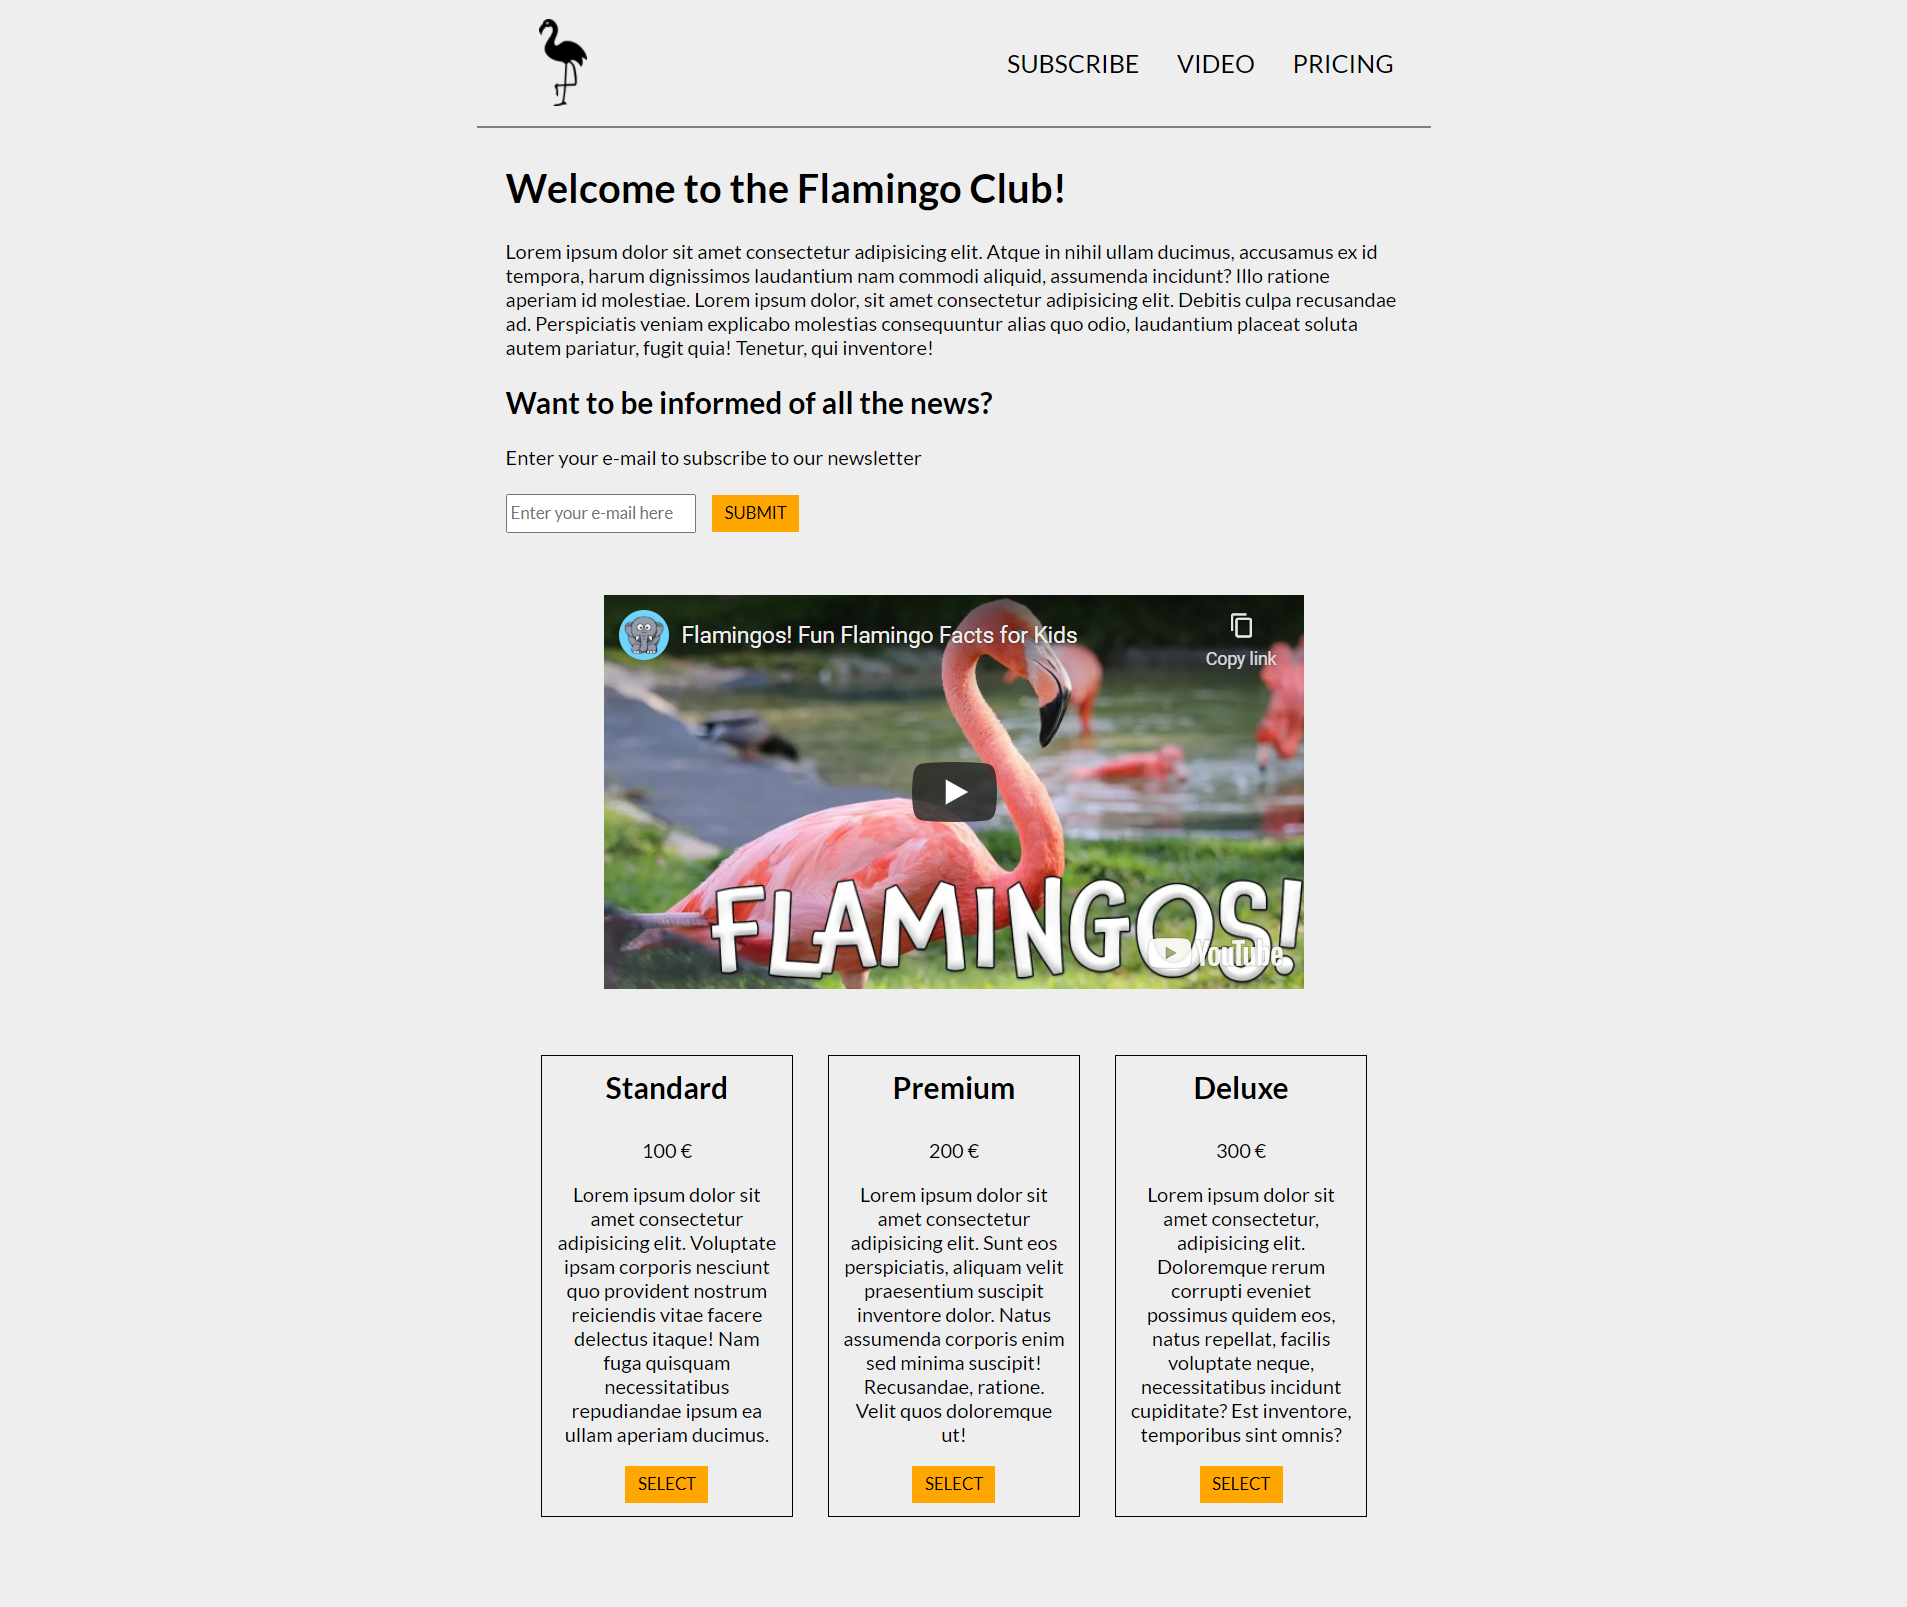 SUBSCRIBE VIDEO PRICING
Welcome to the Flamingo Club!
Lorem ipsum dolor sit amet consectetur adipisicing elit. Atque in nihil ullam ducimus, accusamus ex id
tempora, harum dignissimos laudantium nam commodi aliquid, assumenda incidunt? Illo ratione
aperiam id molestiae. Lorem ipsum dolor, sit amet consectetur adipisicing elit. Debitis culpa recusandae
ad. Perspiciatis veniam explicabo molestias consequuntur alias quo odio, laudantium placeat soluta
autem pariatur, fugit quia! Tenetur, qui inventore!
Want to be informed of all the news?
Enter your e-mail to subscribe to our newsletter
Enter your e-mail here SUBMIT
Flamingos! Fun Flamingo Facts for Kids
Copy link
FLAMINGOS!
YouTube
Standard
100 €
Lorem ipsum dolor sit
amet consectetur
adipisicing elit. Voluptate
ipsam corporis nesciunt
quo provident nostrum
reiciendis vitae facere
delectus itaque! Nam
fuga quisquam
necessitatibus
repudiandae ipsum ea
ullam aperiam ducimus.
SELECT
Premium
200 €
Lorem ipsum dolor sit
amet consectetur
adipisicing elit. Sunt eos
perspiciatis, aliquam velit
praesentium suscipit
inventore dolor. Natus
assumenda corporis enim
sed minima suscipit!
Recusandae, ratione.
Velit quos doloremque
ut!
SELECT
Deluxe
300 €
Lorem ipsum dolor sit
amet consectetur,
adipisicing elit.
Doloremque rerum
corrupti eveniet
possimus quidem eos,
natus repellat, facilis
voluptate neque,
necessitatibus incidunt
cupiditate? Est inventore,
temporibus sint omnis?
SELECT